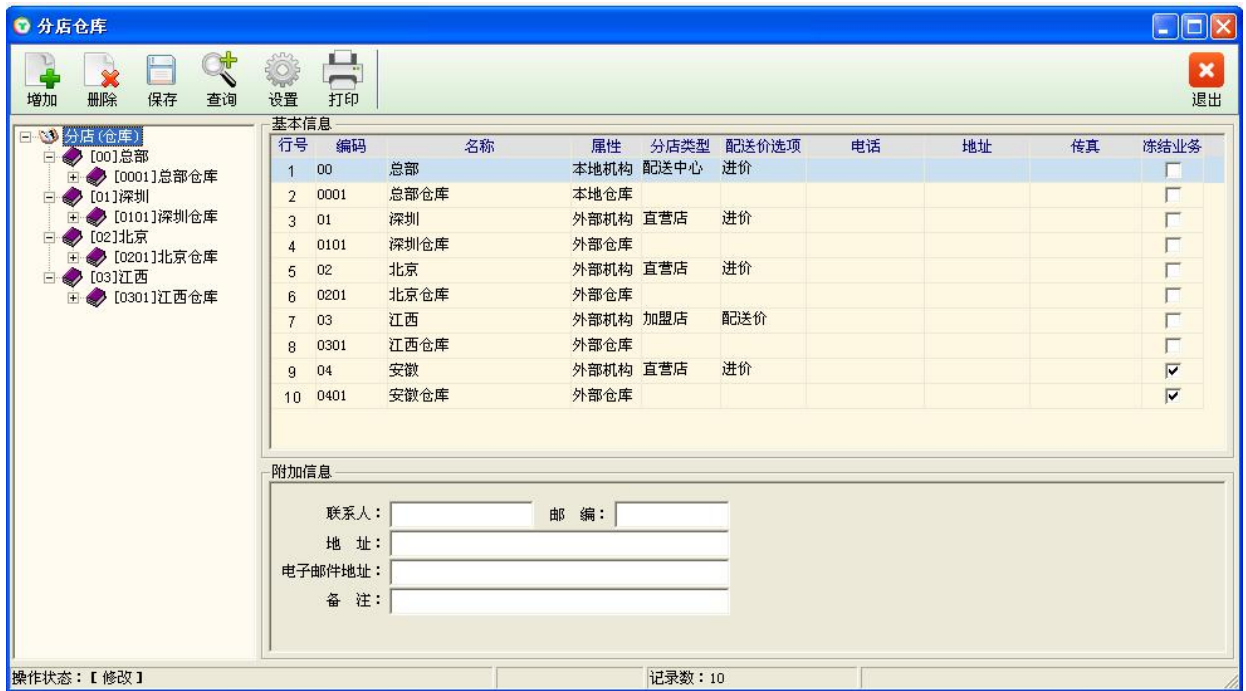 分店仓库
增加 删除 保存 查询 设置 打印 退出
分店(仓库)
[00]总部
[0001]总部仓库
[01]深圳
[0101]深圳仓库
[02]北京
[0201]北京仓库
[03]江西
[0301]江西仓库
基本信息
行号 编码 名称 属性 分店类型 配送价选项 电话 地址 传真 冻结业务
1 00 总部 本地机构 配送中心 进价
2 0001 总部仓库 本地仓库
3 01 深圳 外部机构 直营店 进价
4 0101 深圳仓库 外部仓库
5 02 北京 外部机构 直营店 进价
6 0201 北京仓库 外部仓库
7 03 江西 外部机构 加盟店 配送价
8 0301 江西仓库 外部仓库
9 04 安徽 外部机构 直营店 进价
10 0401 安徽仓库 外部仓库
附加信息
联系人： 邮 编：
地 址：
电子邮件地址：
备 注：
操作状态：【修改】 记录数：10